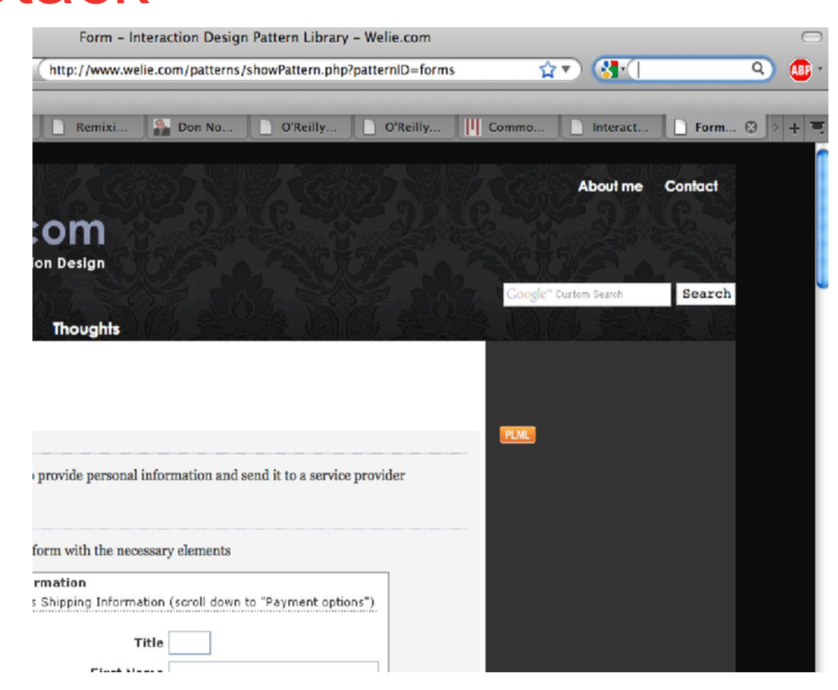 Form – Interaction Design Pattern Library – Welie.com
http://www.welie.com/patterns/showPattern.php?patternID=forms
ABP
Remixi... Don No... O'Reilly... O'Reilly... Commo... Interact... Form...
About me Contact
:om
ion Design
Google™ Custom Search Search
Thoughts
PLML
provide personal information and send it to a service provider
form with the necessary elements
rmation
s Shipping Information (scroll down to "Payment options")
Title